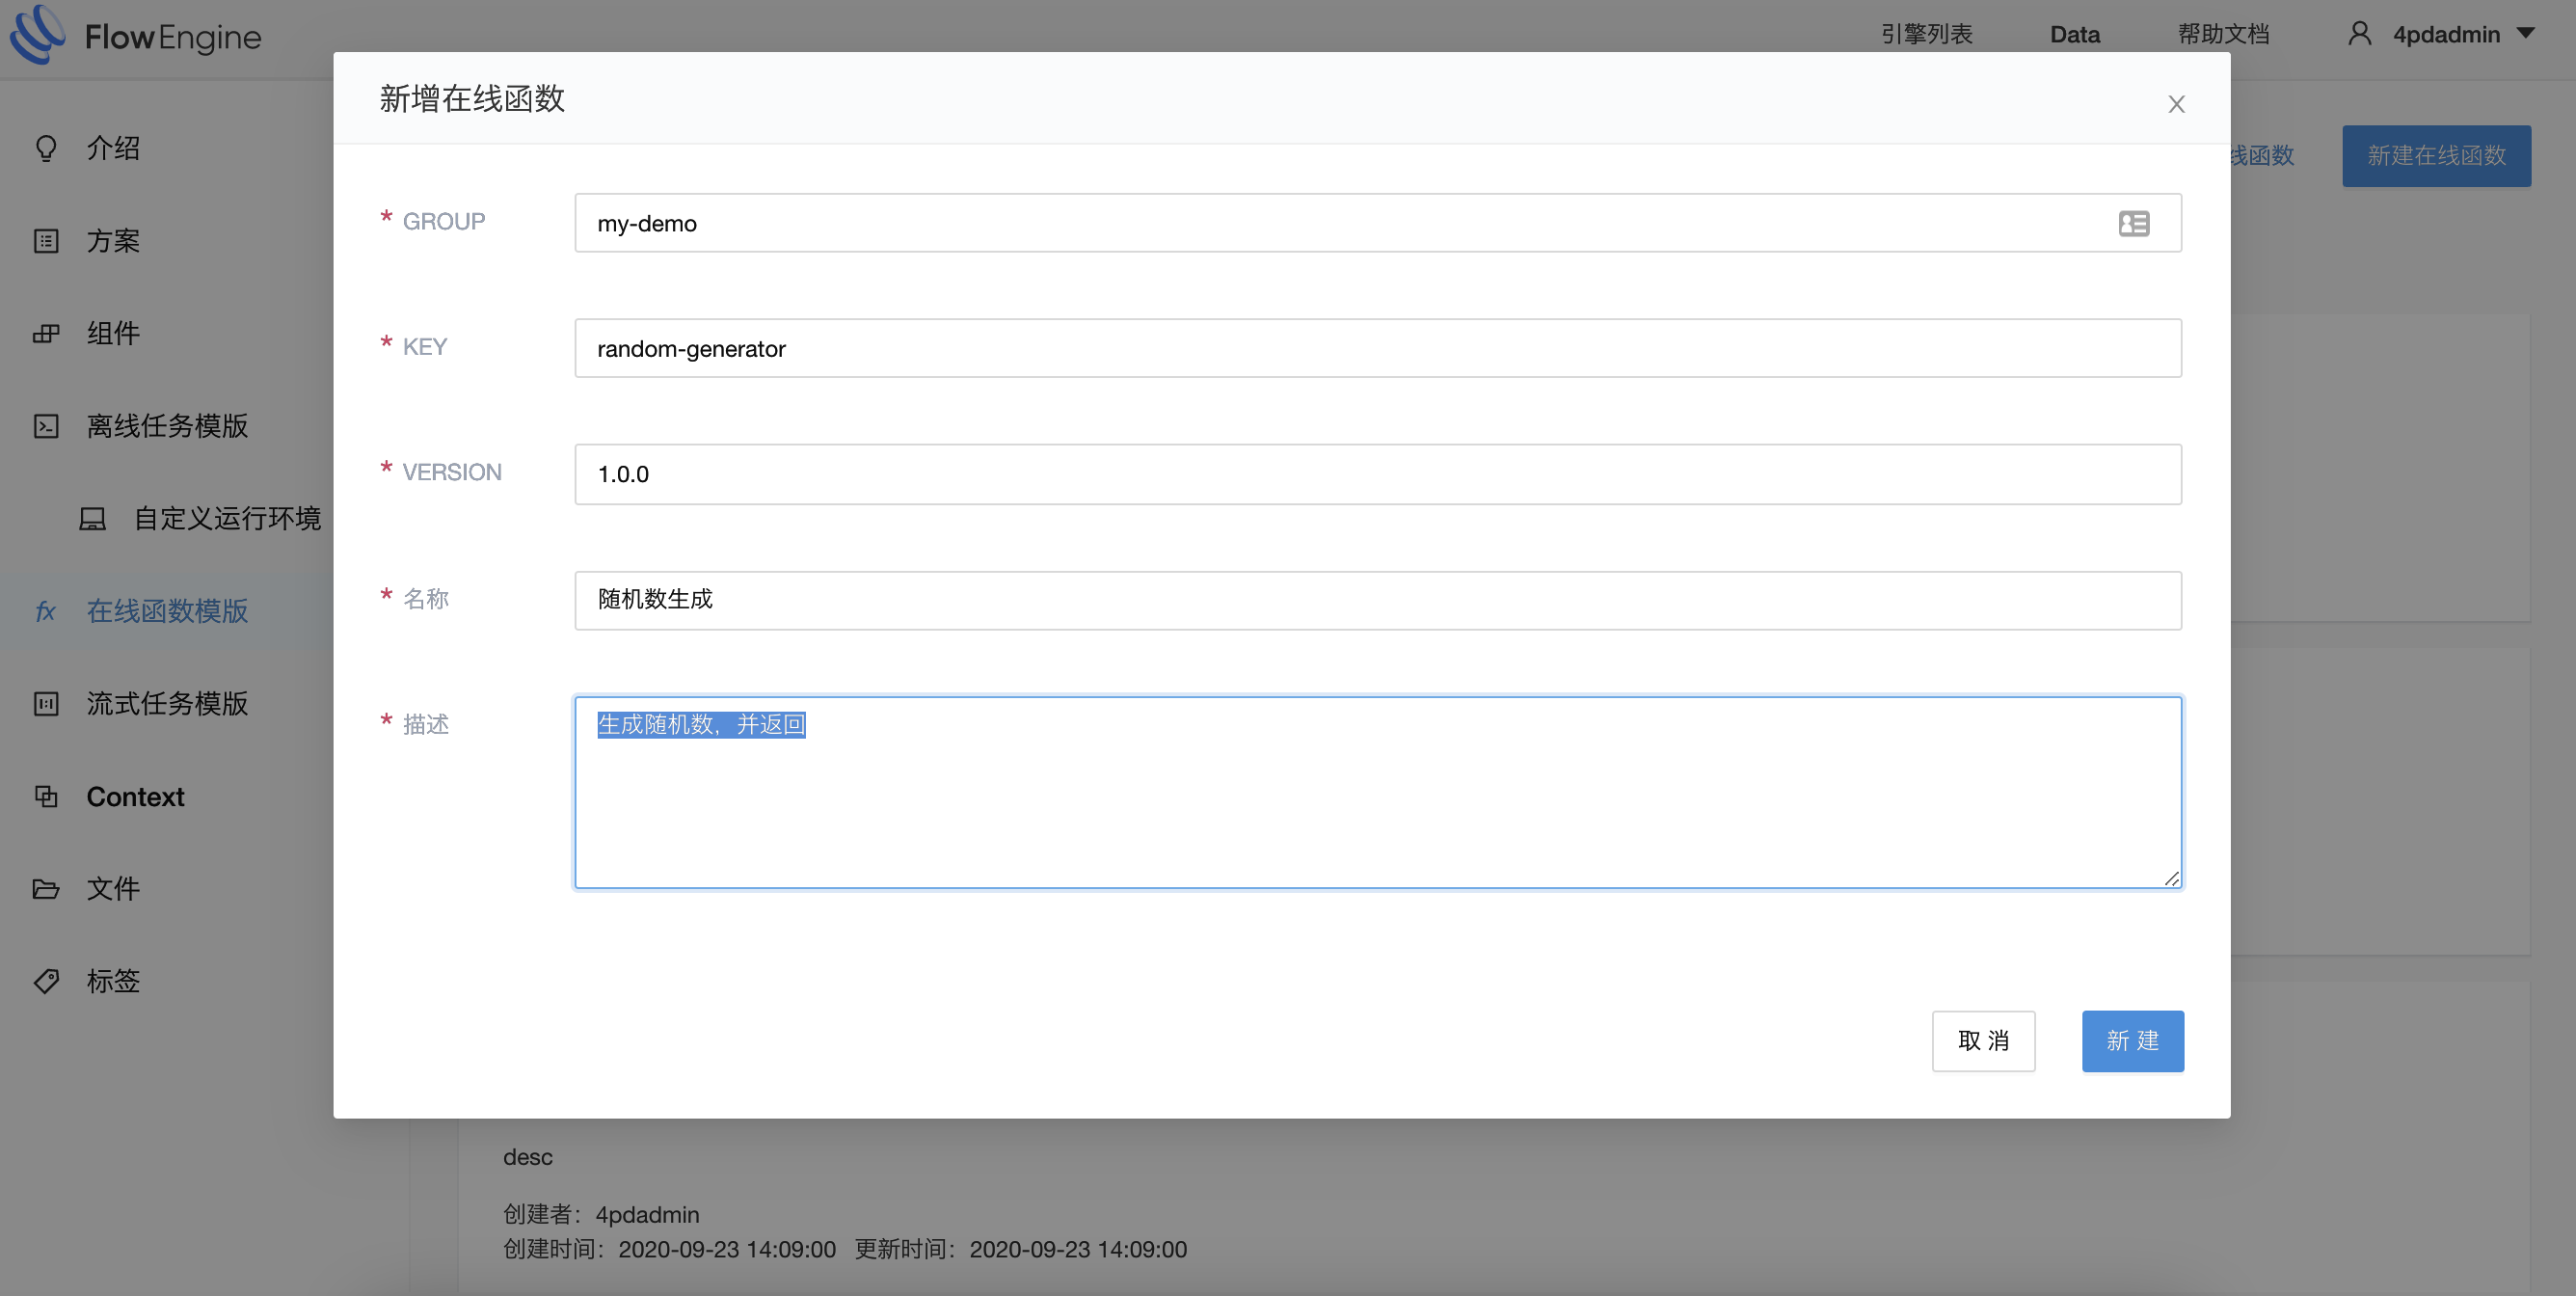 FlowEngine
引擎列表
Data
帮助文档
4pdadmin
介绍
方案
组件
离线任务模版
自定义运行环境
fx 在线函数模版
流式任务模版
Context
文件
标签
线函数
新建在线函数
新增在线函数
* GROUP
my-demo
* KEY
random-generator
* VERSION
1.0.0
* 名称
随机数生成
* 描述
生成随机数，并返回
取 消
新 建
desc
创建者：4pdadmin
创建时间：2020-09-23 14:09:00 更新时间：2020-09-23 14:09:00